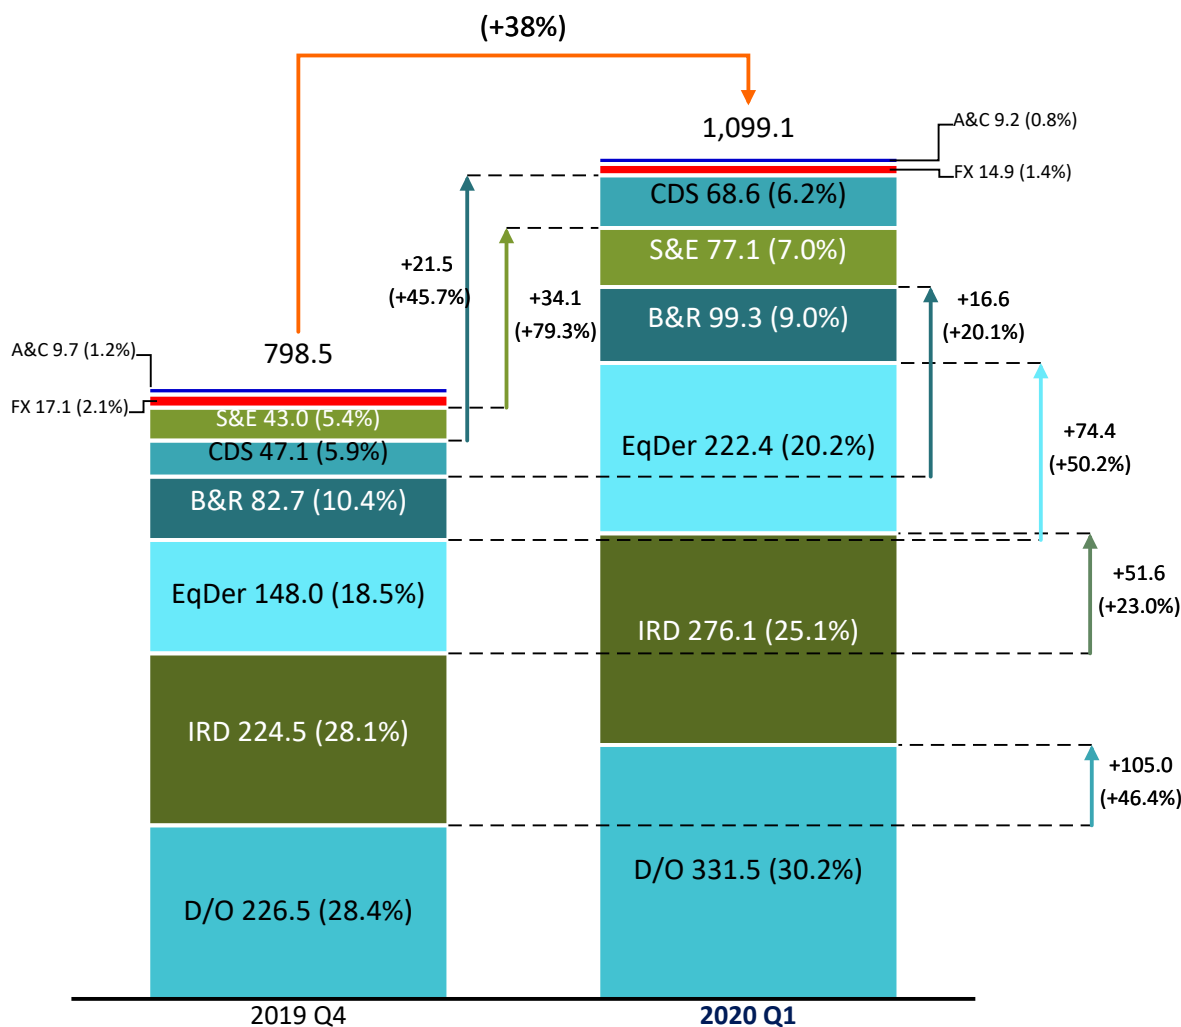 (+38%)
1,099.1
A&C 9.2 (0.8%)
FX 14.9 (1.4%)
CDS 68.6 (6.2%)
S&E 77.1 (7.0%)
B&R 99.3 (9.0%)
EqDer 222.4 (20.2%)
IRD 276.1 (25.1%)
D/O 331.5 (30.2%)
798.5
A&C 9.7 (1.2%)
FX 17.1 (2.1%)
S&E 43.0 (5.4%)
CDS 47.1 (5.9%)
B&R 82.7 (10.4%)
EqDer 148.0 (18.5%)
IRD 224.5 (28.1%)
D/O 226.5 (28.4%)
+21.5
(+45.7%)
+34.1
(+79.3%)
+16.6
(+20.1%)
+74.4
(+50.2%)
+51.6
(+23.0%)
+105.0
(+46.4%)
2019 Q4
2020 Q1